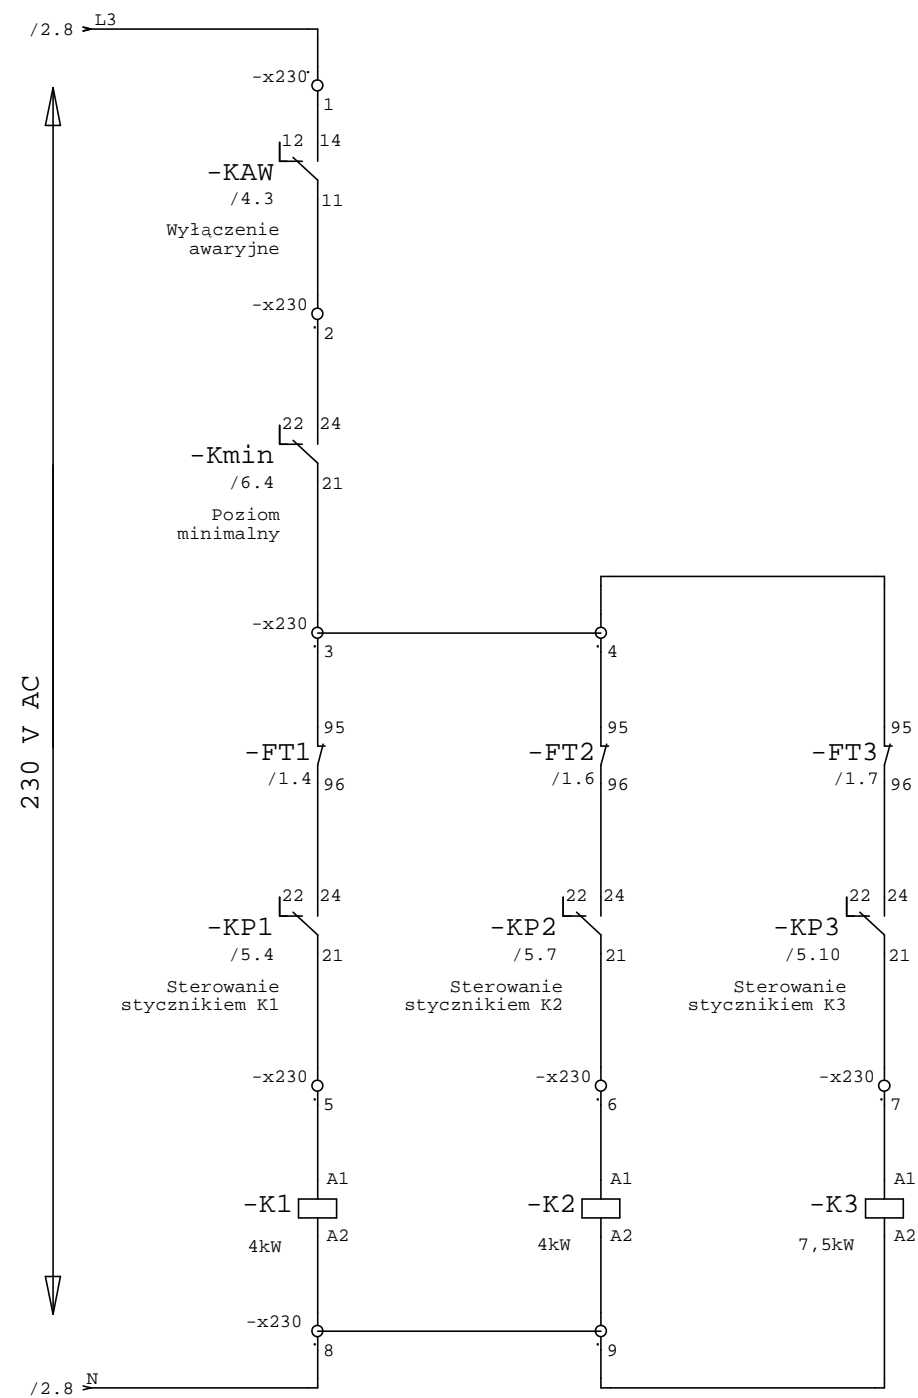 /2.8 L3
-x230
1
12 14
-KAW
/4.3 11
Wyłączenie
awaryjne
-x230
2
22 24
-Kmin
/6.4 21
Poziom
minimalny
-x230
3 4
230 V AC
95 95 95
-FT1 -FT2 -FT3
/1.4 96 /1.6 96 /1.7 96
22 24 22 24 22 24
-KP1 -KP2 -KP3
/5.4 21 /5.7 21 /5.10 21
Sterowanie Sterowanie Sterowanie
stycznikiem K1 stycznikiem K2 stycznikiem K3
-x230 -x230 -x230
5 6 7
A1 A1 A1
-K1 -K2 -K3
A2 A2 A2
4kW 4kW 7,5kW
-x230
8 9
/2.8 N